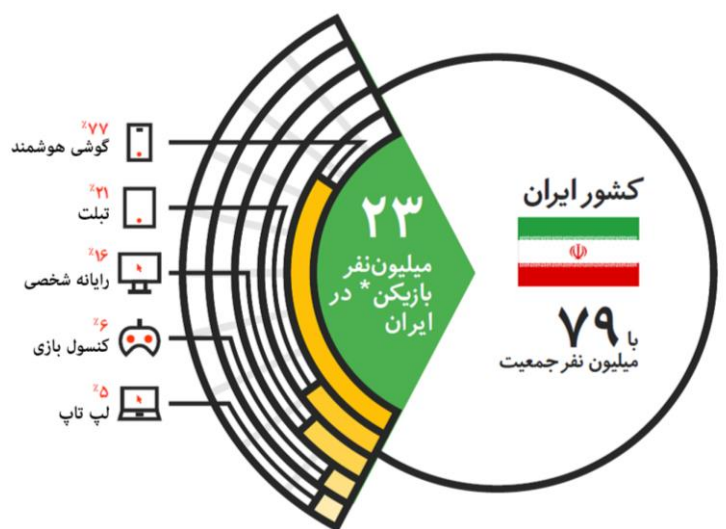 ٪۷۷
گوشی هوشمند
٪۲۱
تبلت
٪۱۶
رایانه شخصی
٪۶
کنسول بازی
٪۵
لپ تاپ
۲۳
میلیون‌نفر
بازیکن* در
ایران
کشور ایران
با ۷۹
میلیون نفر جمعیت